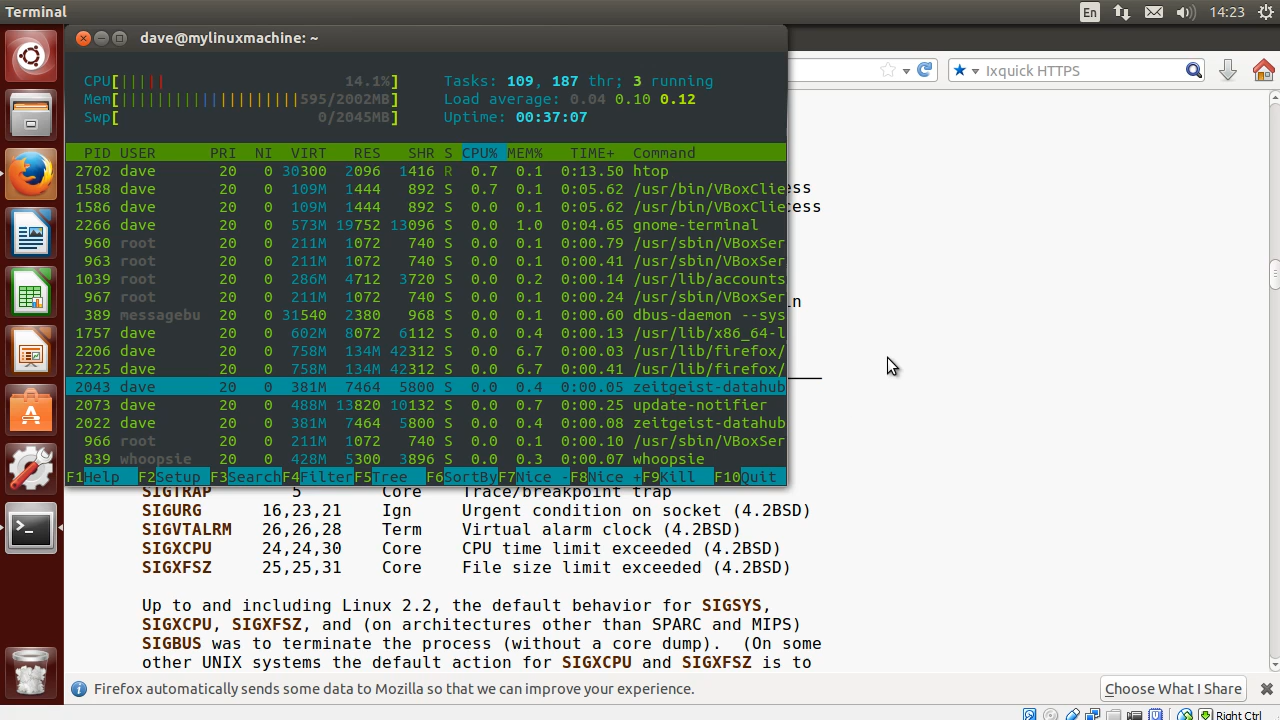 Terminal
En
14:23
dave@mylinuxmachine: ~
Ixquick HTTPS
CPU[||||| 14.1%] Tasks: 109, 187 thr; 3 running
Mem[||||||||||||||||||||595/2002MB] Load average: 0.04 0.10 0.12
Swp[ 0/2045MB] Uptime: 00:37:07
PID USER PRI NI VIRT RES SHR S CPU% MEM% TIME+ Command
2702 dave 20 0 30300 2096 1416 R 0.7 0.1 0:13.50 htop
1588 dave 20 0 109M 1444 892 S 0.7 0.1 0:05.62 /usr/bin/VBoxClie
1586 dave 20 0 109M 1444 892 S 0.0 0.1 0:05.62 /usr/bin/VBoxClie
2266 dave 20 0 573M 19752 13096 S 0.0 1.0 0:04.65 gnome-terminal
960 root 20 0 211M 1072 740 S 0.0 0.1 0:00.79 /usr/sbin/VBoxSer
963 root 20 0 211M 1072 740 S 0.0 0.1 0:00.41 /usr/sbin/VBoxSer
1039 root 20 0 286M 4712 3720 S 0.0 0.2 0:00.14 /usr/lib/accounts
967 root 20 0 211M 1072 740 S 0.0 0.1 0:00.24 /usr/sbin/VBoxSer
389 messagebu 20 0 31540 2380 968 S 0.0 0.1 0:00.60 dbus-daemon --sys
1757 dave 20 0 602M 8072 6112 S 0.0 0.4 0:00.13 /usr/lib/x86_64-l
2206 dave 20 0 758M 134M 42312 S 0.0 6.7 0:00.03 /usr/lib/firefox/
2225 dave 20 0 758M 134M 42312 S 0.0 6.7 0:00.41 /usr/lib/firefox/
2043 dave 20 0 381M 7464 5800 S 0.0 0.4 0:00.05 zeitgeist-datahub
2073 dave 20 0 488M 13820 10132 S 0.0 0.7 0:00.25 update-notifier
2022 dave 20 0 381M 7464 5800 S 0.0 0.4 0:00.08 zeitgeist-datahub
966 root 20 0 211M 1072 740 S 0.0 0.1 0:00.10 /usr/sbin/VBoxSer
839 whoopsie 20 0 428M 5300 3896 S 0.0 0.3 0:00.07 whoopsie
F1Help F2Setup F3SearchF4FilterF5Tree F6SortByF7Nice -F8Nice +F9Kill F10Quit
SIGTRAP 5 Core Trace/breakpoint trap
SIGURG 16,23,21 Ign Urgent condition on socket (4.2BSD)
SIGVTALRM 26,26,28 Term Virtual alarm clock (4.2BSD)
SIGXCPU 24,24,30 Core CPU time limit exceeded (4.2BSD)
SIGXFSZ 25,25,31 Core File size limit exceeded (4.2BSD)
Up to and including Linux 2.2, the default behavior for SIGSYS,
SIGXCPU, SIGXFSZ, and (on architectures other than SPARC and MIPS)
SIGBUS was to terminate the process (without a core dump). (On some
other UNIX systems the default action for SIGXCPU and SIGXFSZ is to
Firefox automatically sends some data to Mozilla so that we can improve your experience.
Choose What I Share
Right Ctrl